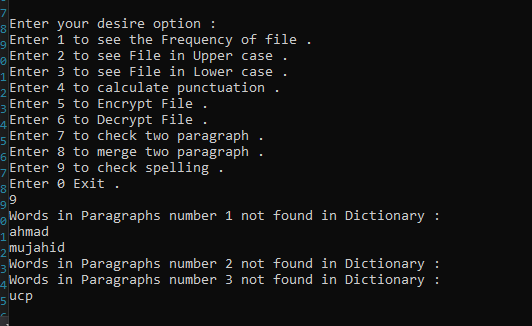 Enter your desire option :
Enter 1 to see the Frequency of file .
Enter 2 to see File in Upper case .
Enter 3 to see File in Lower case .
Enter 4 to calculate punctuation .
Enter 5 to Encrypt File .
Enter 6 to Decrypt File .
Enter 7 to check two paragraph .
Enter 8 to merge two paragraph .
Enter 9 to check spelling .
Enter 0 Exit .
9
Words in Paragraphs number 1 not found in Dictionary :
ahmad
mujahid
Words in Paragraphs number 2 not found in Dictionary :
Words in Paragraphs number 3 not found in Dictionary :
ucp